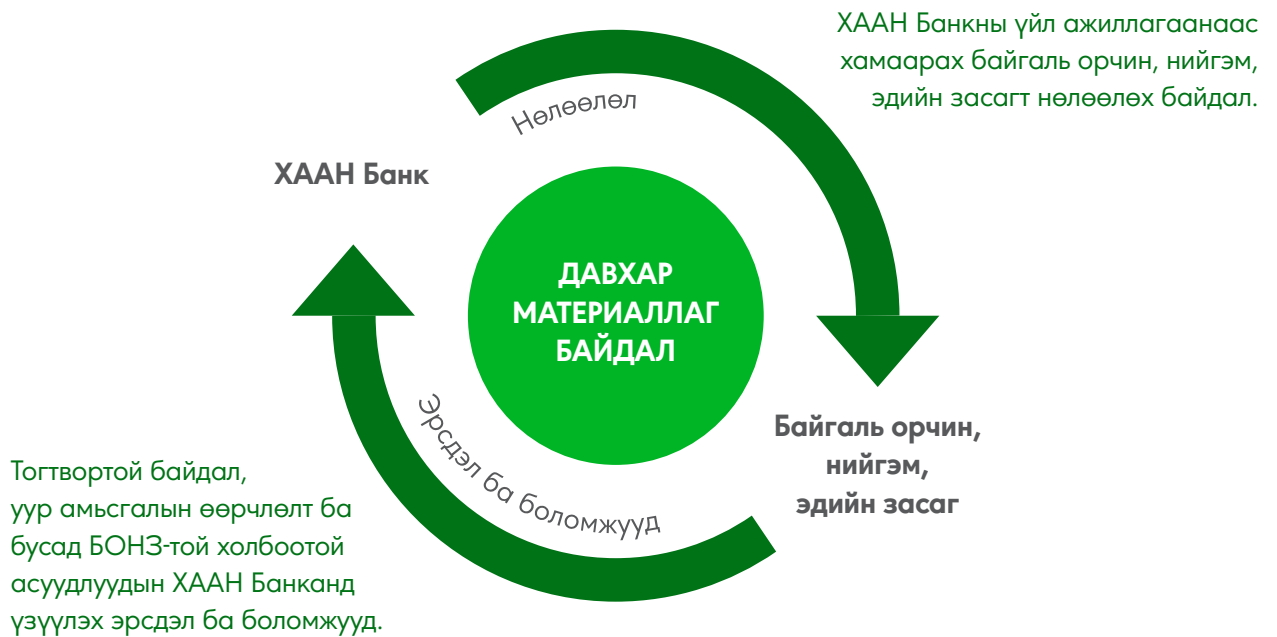 ХААН Банкны үйл ажиллагаанаас
хамаарах байгаль орчин, нийгэм,
эдийн засагт нөлөөлөх байдал.
Нөлөөлөл
ХААН Банк
ДАВХАР
МАТЕРИАЛЛАГ
БАЙДАЛ
Байгаль орчин,
нийгэм,
эдийн засаг
Эрсдэл ба боломжууд
Тогтвортой байдал,
уур амьсгалын өөрчлөлт ба
бусад БОНЗ-той холбоотой
асуудлуудын ХААН Банканд
үзүүлэх эрсдэл ба боломжууд.